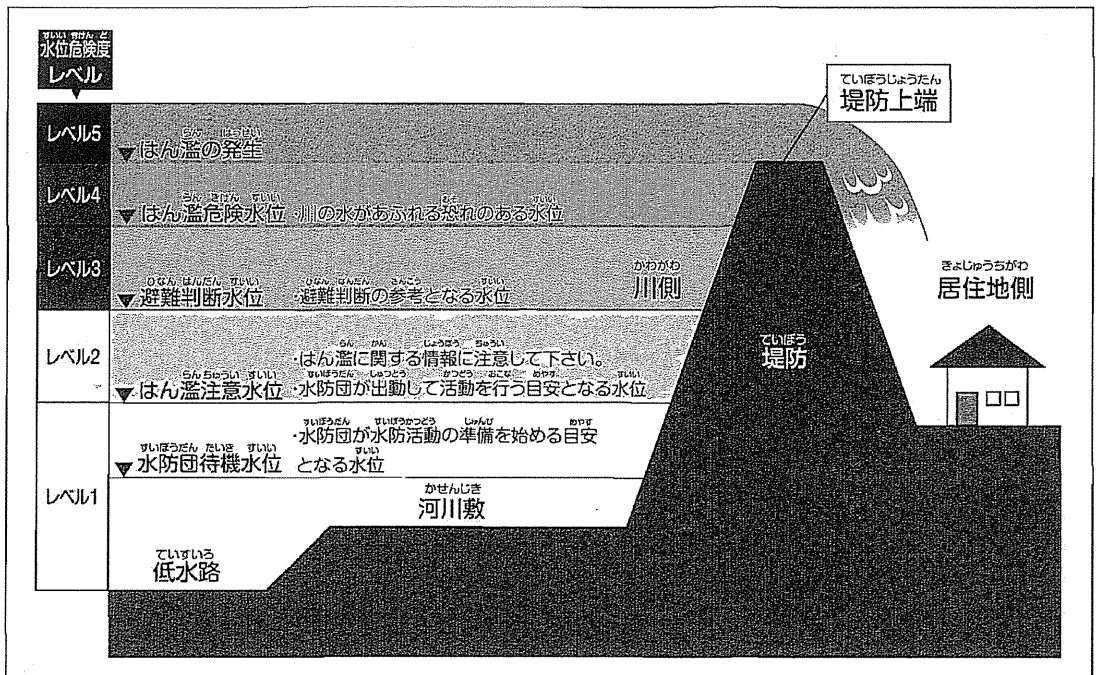 水位危険度
レベル
堤防上端
レベル5
はん濫の発生
レベル4
はん濫危険水位 ・川の水があふれる恐れのある水位
レベル3
避難判断水位 ・避難判断の参考となる水位
川側
居住地側
レベル2
・はん濫に関する情報に注意して下さい。
はん濫注意水位 ・水防団が出動して活動を行う目安となる水位
堤防
レベル1
・水防団が水防活動の準備を始める目安
水防団待機水位 となる水位
河川敷
低水路